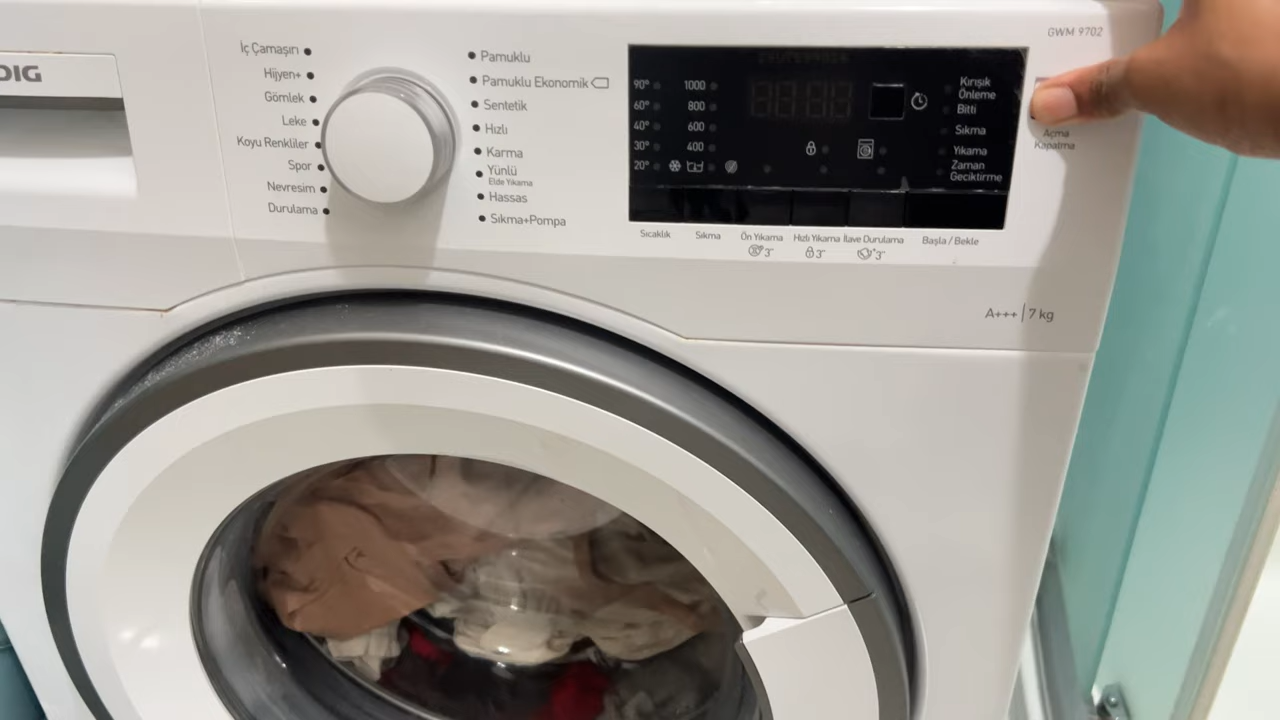 DIG
İç Çamaşırı
Hijyen+
Gömlek
Leke
Koyu Renkliler
Spor
Nevresim
Durulama
Pamuklu
Pamuklu Ekonomik
Sentetik
Hızlı
Karma
Yünlü
Elde Yıkama
Hassas
Sıkma+Pompa
90° 1000
60° 800
40° 600
30° 400
20°
Kırışık
Önleme
Bitti
Sıkma
Yıkama
Zaman
Geciktirme
Sıcaklık Sıkma Ön Yıkama Hızlı Yıkama İlave Durulama Başla / Bekle
3" 3" 3"
GWM 9702
Açma
Kapatma
A+++ | 7 kg